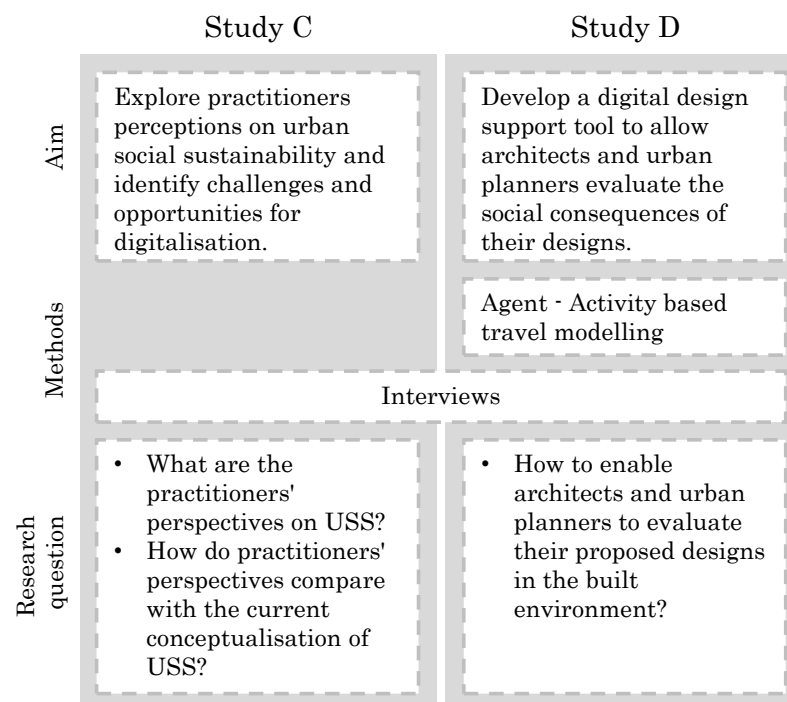 Study C
Study D
Aim
Explore practitioners
perceptions on urban
social sustainability and
identify challenges and
opportunities for
digitalisation.
Develop a digital design
support tool to allow
architects and urban
planners evaluate the
social consequences of
their designs.
Methods
Agent - Activity based
travel modelling
Interviews
Research
question
• What are the
practitioners'
perspectives on USS?
• How do practitioners'
perspectives compare
with the current
conceptualisation of
USS?
• How to enable
architects and urban
planners to evaluate
their proposed designs
in the built
environment?